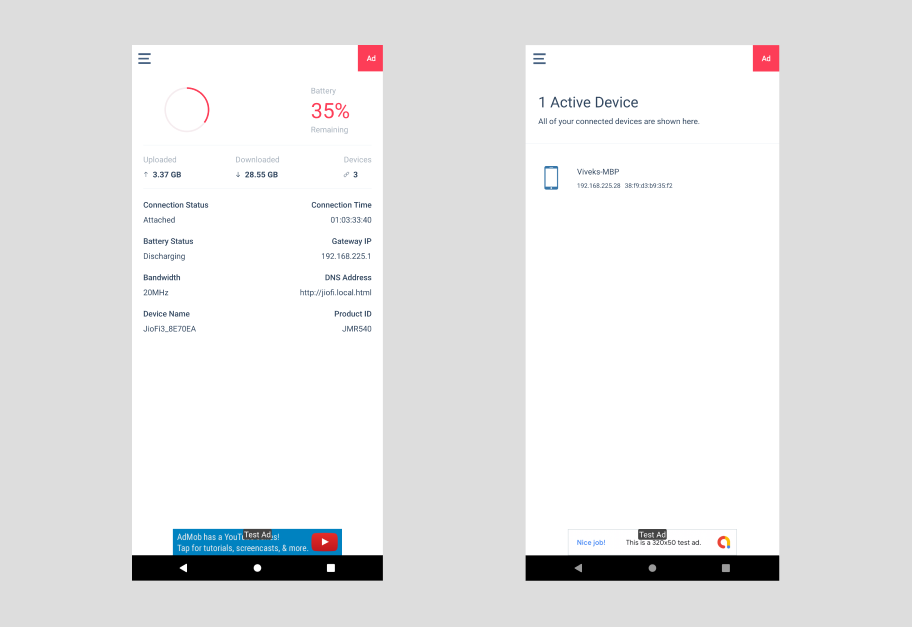 Ad
Battery
35%
Remaining
Uploaded Downloaded Devices
↑ 3.37 GB ↓ 28.55 GB 3
Connection Status Connection Time
Attached 01:03:33:40
Battery Status Gateway IP
Discharging 192.168.225.1
Bandwidth DNS Address
20MHz http://jiofi.local.html
Device Name Product ID
JioFi3_8E70EA JMR540
Test Ad
AdMob has a
Tap for tutorials, screencasts, & more.
Ad
1 Active Device
All of your connected devices are shown here.
Viveks-MBP
192.168.225.28 38:f9:d3:b9:35:f2
Test Ad
Nice job! This is a 320x50 test ad.